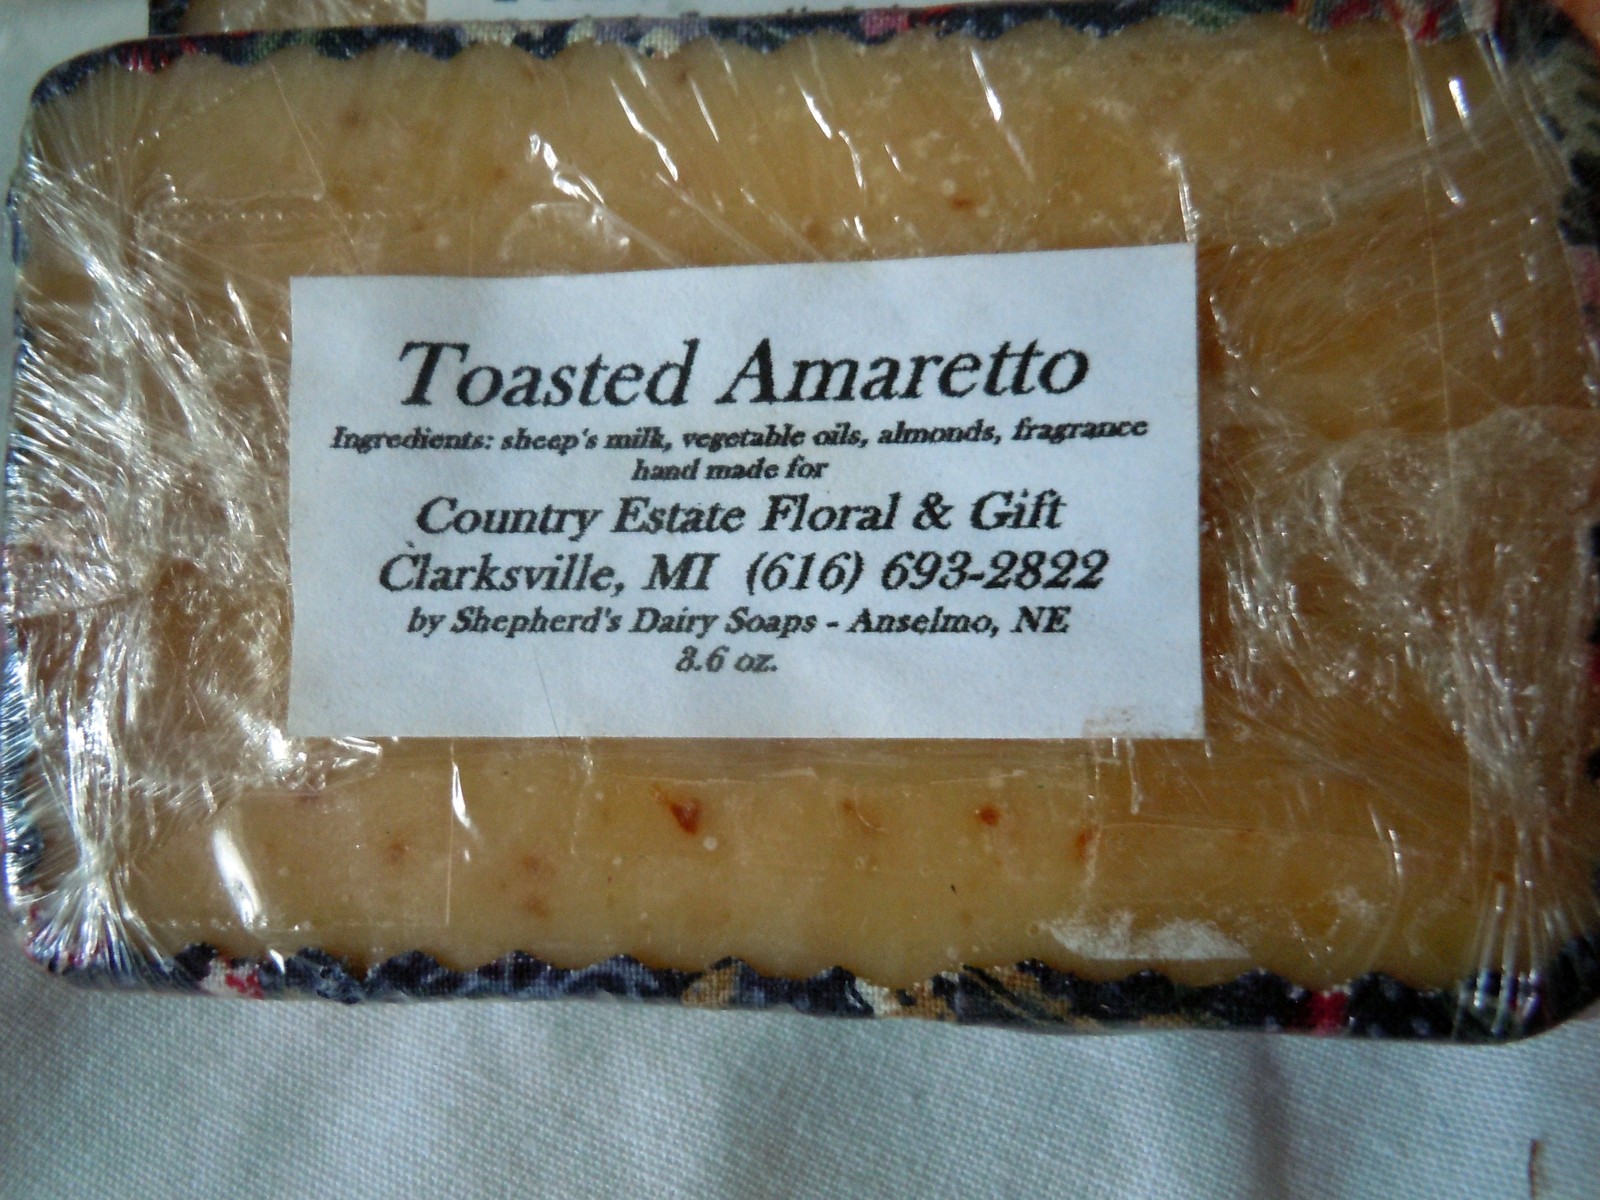 Toasted Amaretto
Ingredients: sheep's milk, vegetable oils, almonds, fragrance
hand made for
Country Estate Floral & Gift
Clarksville, MI (616) 693-2822
by Shepherd's Dairy Soaps - Anselmo, NE
3.6 oz.